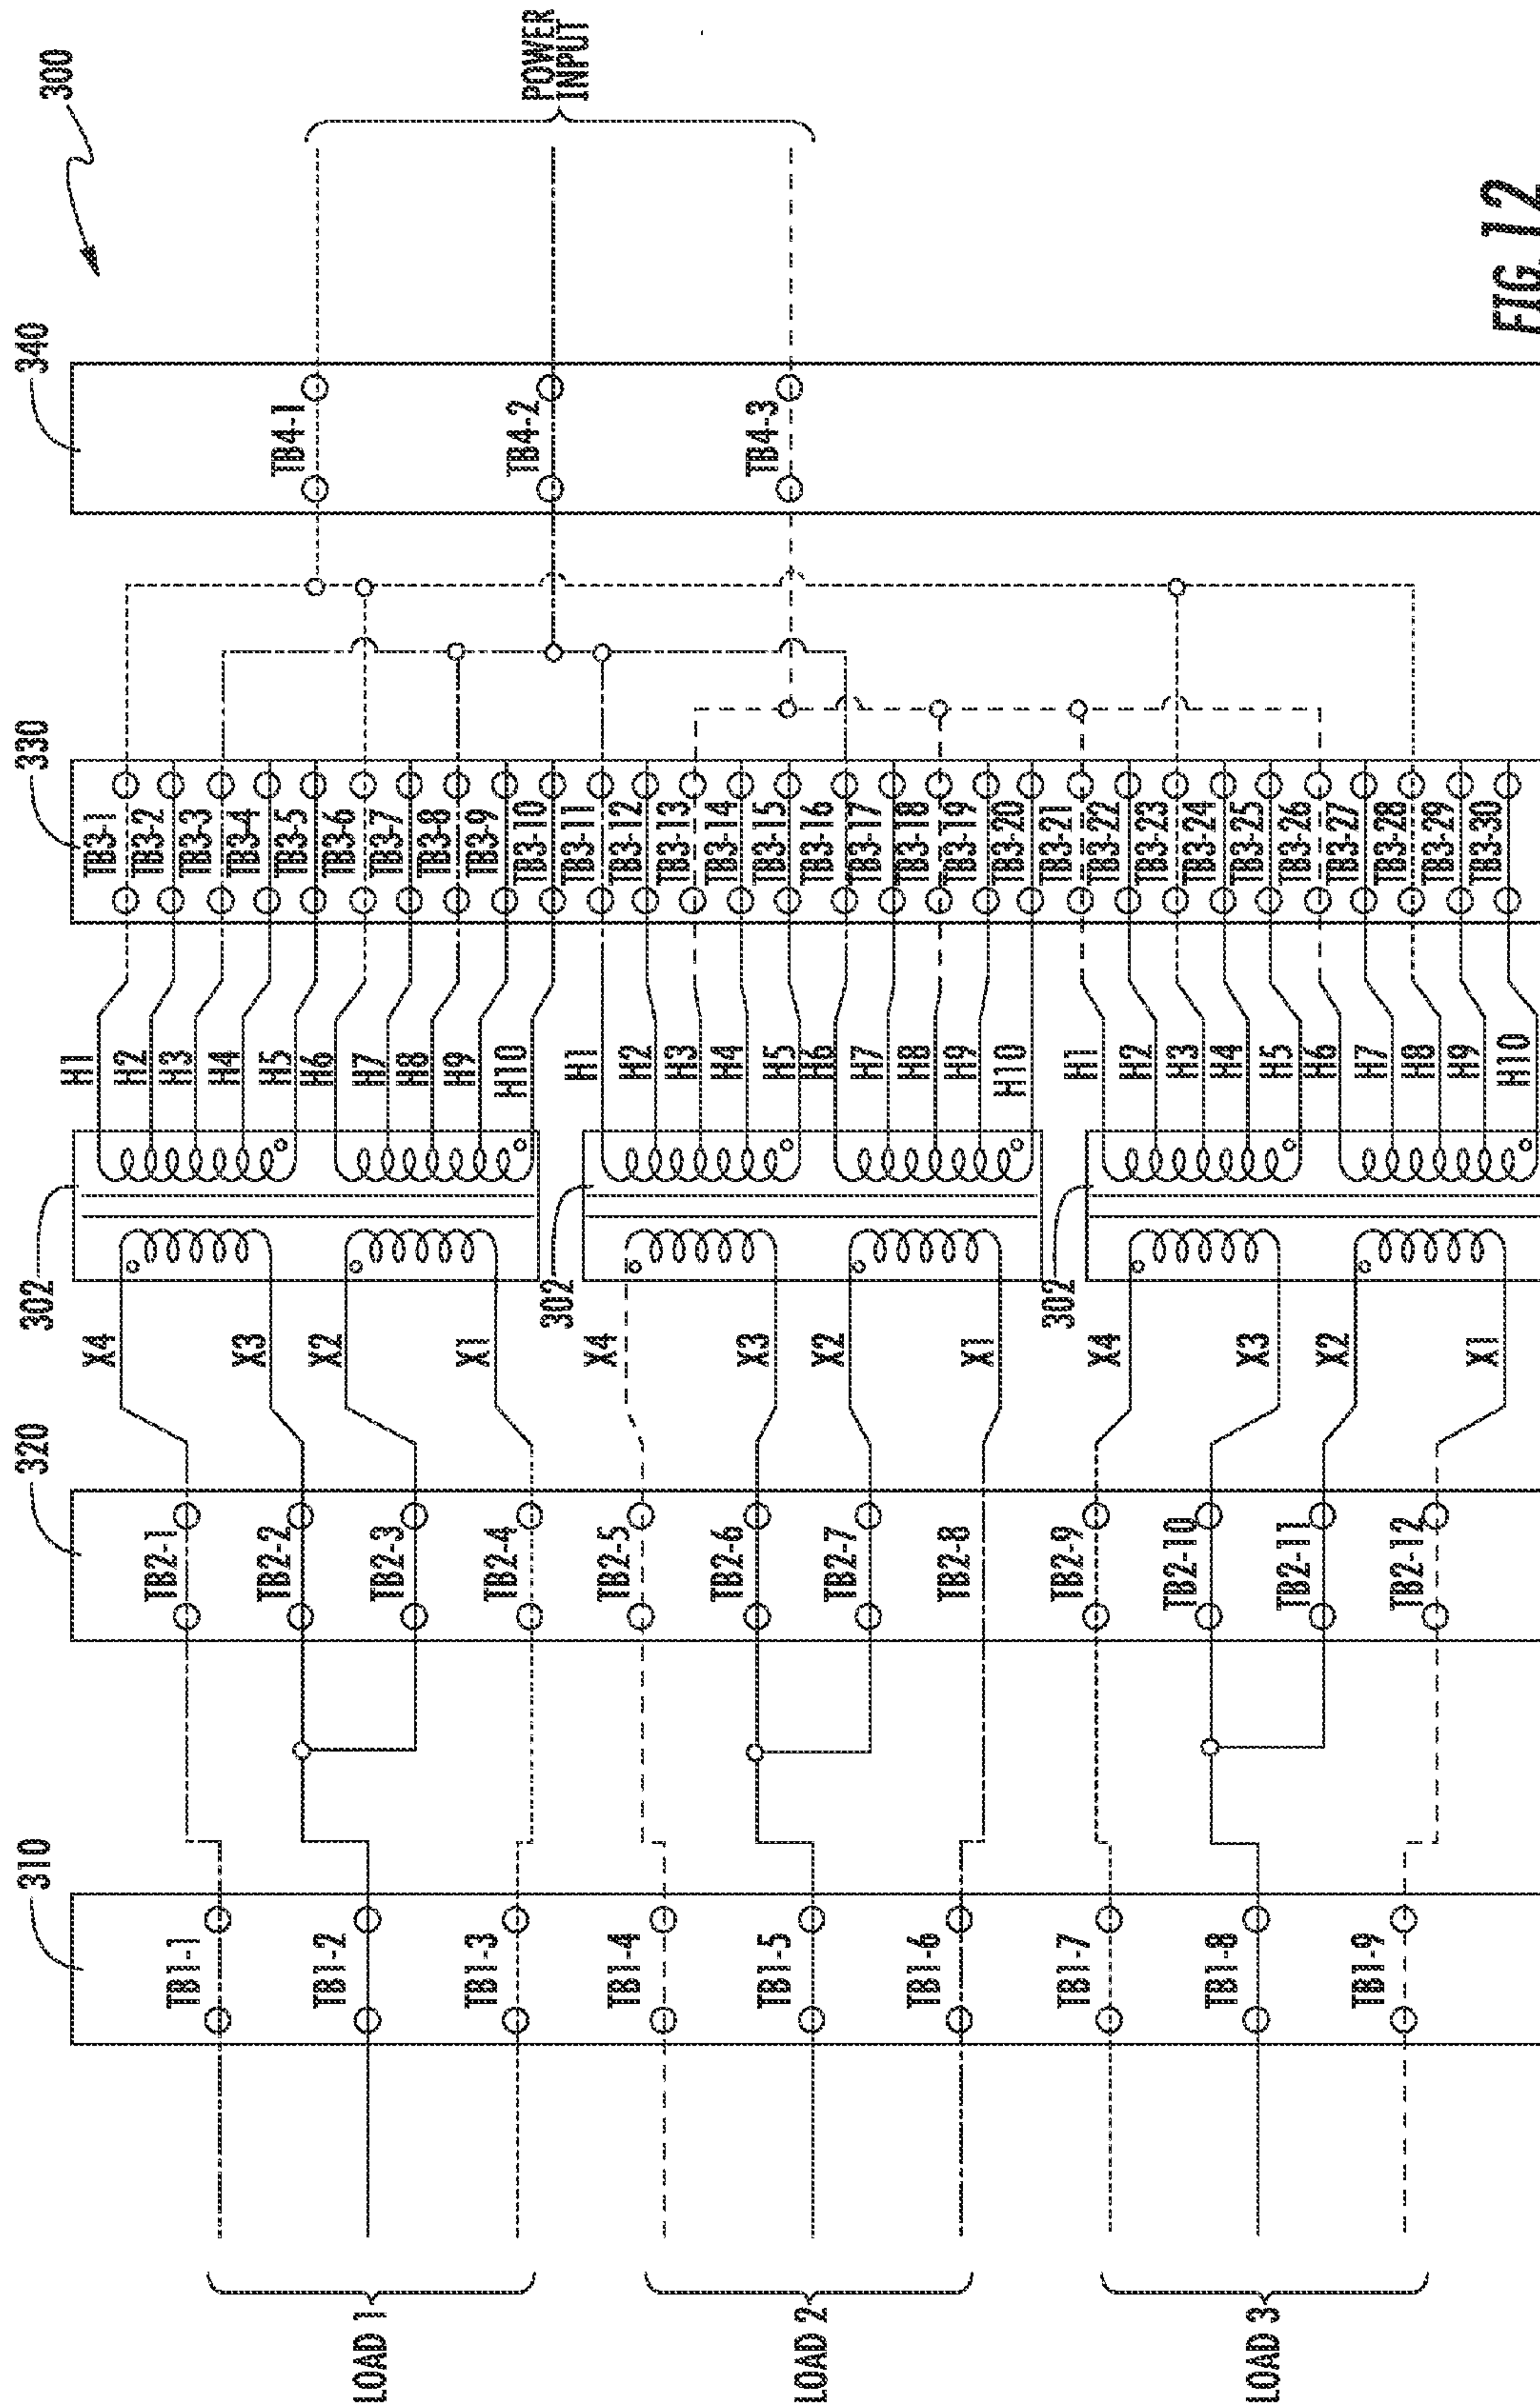 300
POWER
INPUT
340
TB4-1
TB4-2
TB4-3
330
TB3-1
TB3-2
TB3-3
TB3-4
TB3-5
TB3-6
TB3-7
TB3-8
TB3-9
TB3-10
TB3-11
TB3-12
TB3-13
TB3-14
TB3-15
TB3-16
TB3-17
TB3-18
TB3-19
TB3-20
TB3-21
TB3-22
TB3-23
TB3-24
TB3-25
TB3-26
TB3-27
TB3-28
TB3-29
TB3-30
H1
H2
H3
H4
H5
H6
H7
H8
H9
H10
H1
H2
H3
H4
H5
H6
H7
H8
H9
H10
H1
H2
H3
H4
H5
H6
H7
H8
H9
H10
302
302
302
X4
X3
X2
X1
X4
X3
X2
X1
X4
X3
X2
X1
320
TB2-1
TB2-2
TB2-3
TB2-4
TB2-5
TB2-6
TB2-7
TB2-8
TB2-9
TB2-10
TB2-11
TB2-12
310
TB1-1
TB1-2
TB1-3
TB1-4
TB1-5
TB1-6
TB1-7
TB1-8
TB1-9
LOAD 1
LOAD 2
LOAD 3
FIG. 12